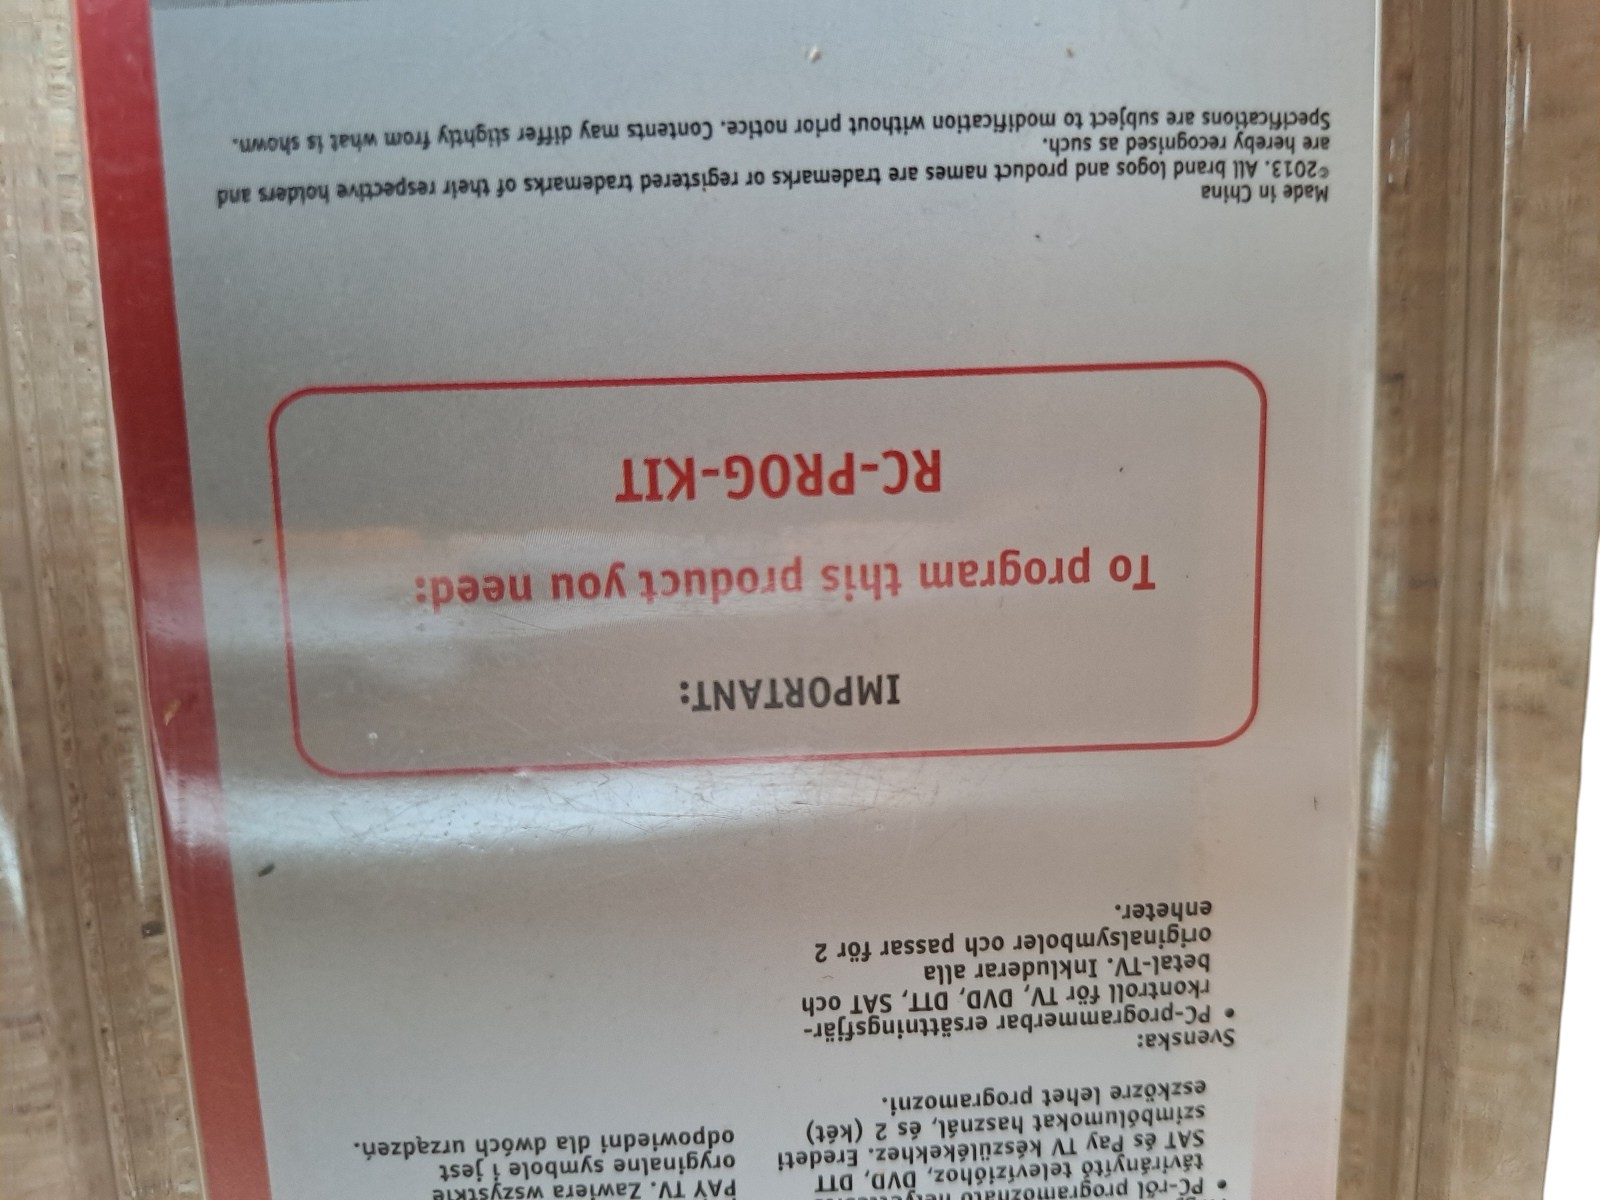 • PC-ről programozható
távirányító televízióhoz, DVD, DTT
SAT és Pay TV készülékekhez. Eredeti
szimbólumokat használ, és 2 (két)
eszközre lehet programozni.
PAY TV. Zawiera wszystkie
oryginalne symbole i jest
odpowiedni dla dwóch urządzeń.
Svenska:
• PC-programmerbar ersättningsfjär-
rkontroll för TV, DVD, DTT, SAT och
betal-TV. Inkluderar alla
originalsymboler och passar för 2
enheter.
IMPORTANT:
To program this product you need:
RC-PROG-KIT
Made in China
©2013. All brand logos and product names are trademarks or registered trademarks of their respective holders and
are hereby recognised as such.
Specifications are subject to modification without prior notice. Contents may differ slightly from what is shown.